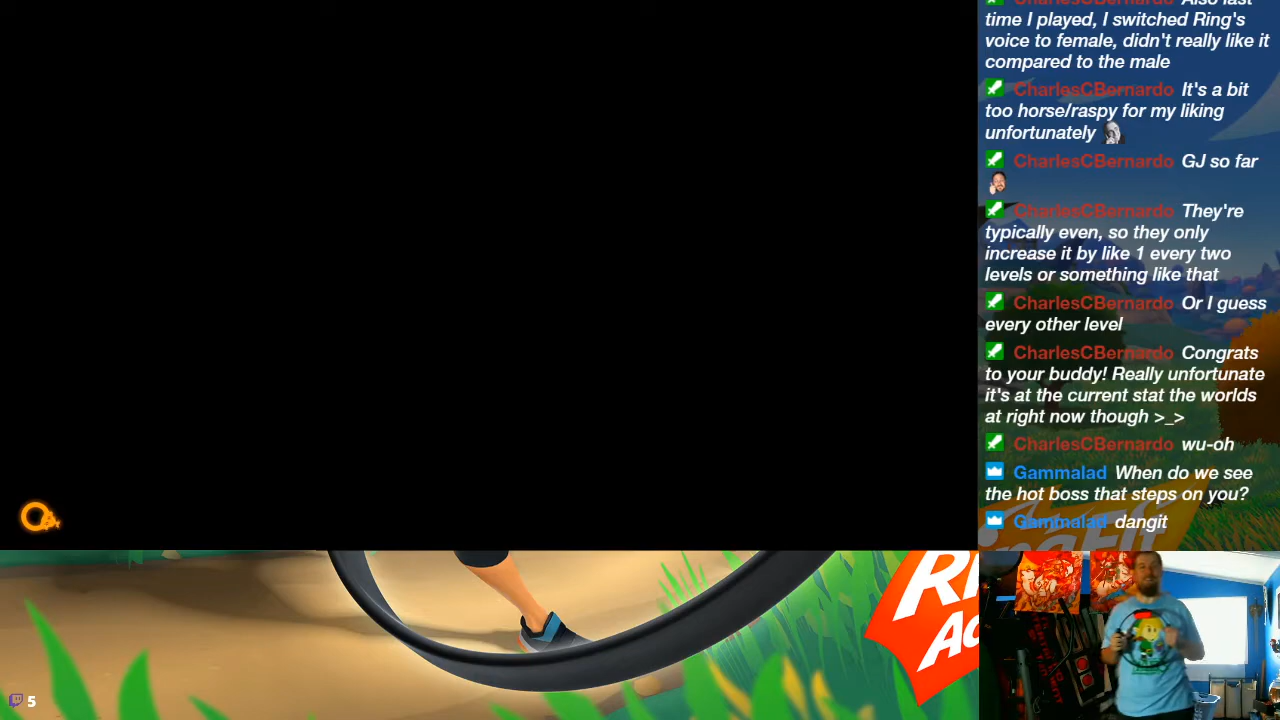 CharlesCBernardo Also last
time I played, I switched Ring's
voice to female, didn't really like it
compared to the male
CharlesCBernardo It's a bit
too horse/raspy for my liking
unfortunately
CharlesCBernardo GJ so far
CharlesCBernardo They're
typically even, so they only
increase it by like 1 every two
levels or something like that
CharlesCBernardo Or I guess
every other level
CharlesCBernardo Congrats
to your buddy! Really unfortunate
it's at the current stat the worlds
at right now though >_>
CharlesCBernardo wu-oh
Gammalad When do we see
the hot boss that steps on you?
Gammalad dangit
5